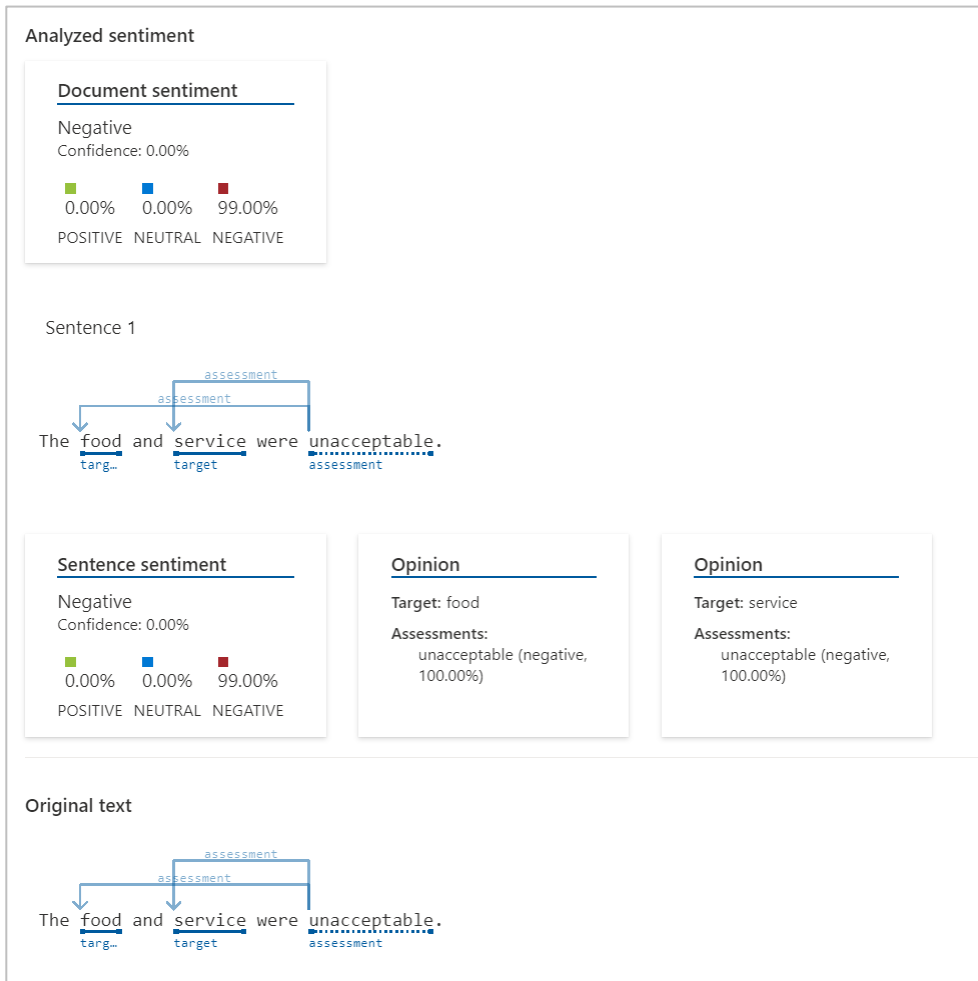 Analyzed sentiment
Document sentiment
Negative
Confidence: 0.00%
0.00% 0.00% 99.00%
POSITIVE NEUTRAL NEGATIVE
Sentence 1
assessment
assessment
The food and service were unacceptable.
targ… target assessment
Sentence sentiment
Negative
Confidence: 0.00%
0.00% 0.00% 99.00%
POSITIVE NEUTRAL NEGATIVE
Opinion
Target: food
Assessments:
unacceptable (negative,
100.00%)
Opinion
Target: service
Assessments:
unacceptable (negative,
100.00%)
Original text
assessment
assessment
The food and service were unacceptable.
targ… target assessment